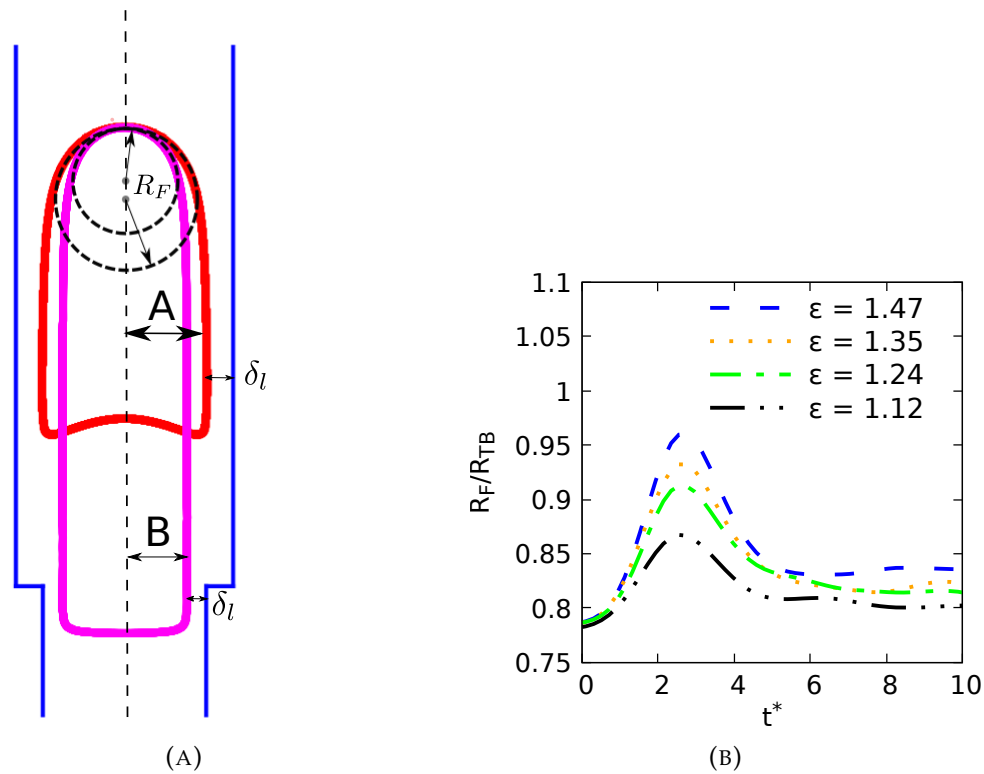 R_F
A
δ_l
B
δ_l
(A)
1.1
1.05
1
0.95
0.9
0.85
0.8
0.75
R_F/R_TB
ε = 1.47
ε = 1.35
ε = 1.24
ε = 1.12
0 2 4 6 8 10
t*
(B)